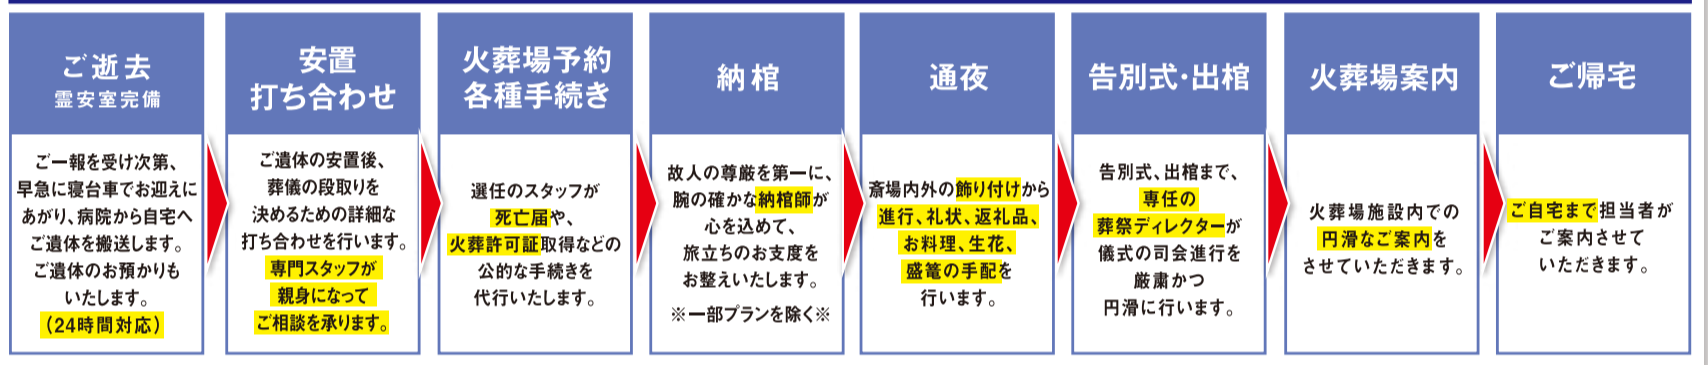 ご逝去
霊安室完備
ご一報を受け次第、
早急に寝台車でお迎えに
あがり、病院から自宅へ
ご遺体を搬送します。
ご遺体のお預かりも
いたします。
（24時間対応）
安置
打ち合わせ
ご遺体の安置後、
葬儀の段取りを
決めるための詳細な
打ち合わせを行います。
専門スタッフが
親身になって
ご相談を承ります。
火葬場予約
各種手続き
選任のスタッフが
死亡届や、
火葬許可証取得などの
公的な手続きを
代行いたします。
納棺
故人の尊厳を第一に、
腕の確かな納棺師が
心を込めて、
旅立ちのお支度を
お整えいたします。
※一部プランを除く※
通夜
斎場内外の飾り付けから
進行、礼状、返礼品、
お料理、生花、
盛篭の手配を
行います。
告別式・出棺
告別式、出棺まで、
専任の
葬祭ディレクターが
儀式の司会進行を
厳粛かつ
円滑に行います。
火葬場案内
火葬場施設内での
円滑なご案内を
させていただきます。
ご帰宅
ご自宅まで担当者が
ご案内させて
いただきます。